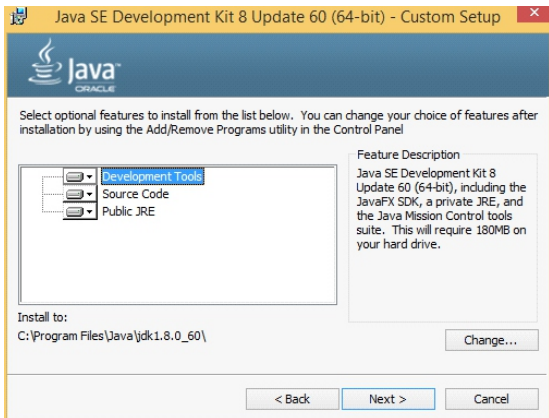 Java SE Development Kit 8 Update 60 (64-bit) - Custom Setup
Java™
ORACLE
Select optional features to install from the list below. You can change your choice of features after
installation by using the Add/Remove Programs utility in the Control Panel
Development Tools
Source Code
Public JRE
Feature Description
Java SE Development Kit 8
Update 60 (64-bit), including the
JavaFX SDK, a private JRE, and
the Java Mission Control tools
suite. This will require 180MB on
your hard drive.
Install to:
C:\Program Files\Java\jdk1.8.0_60\
Change...
< Back
Next >
Cancel